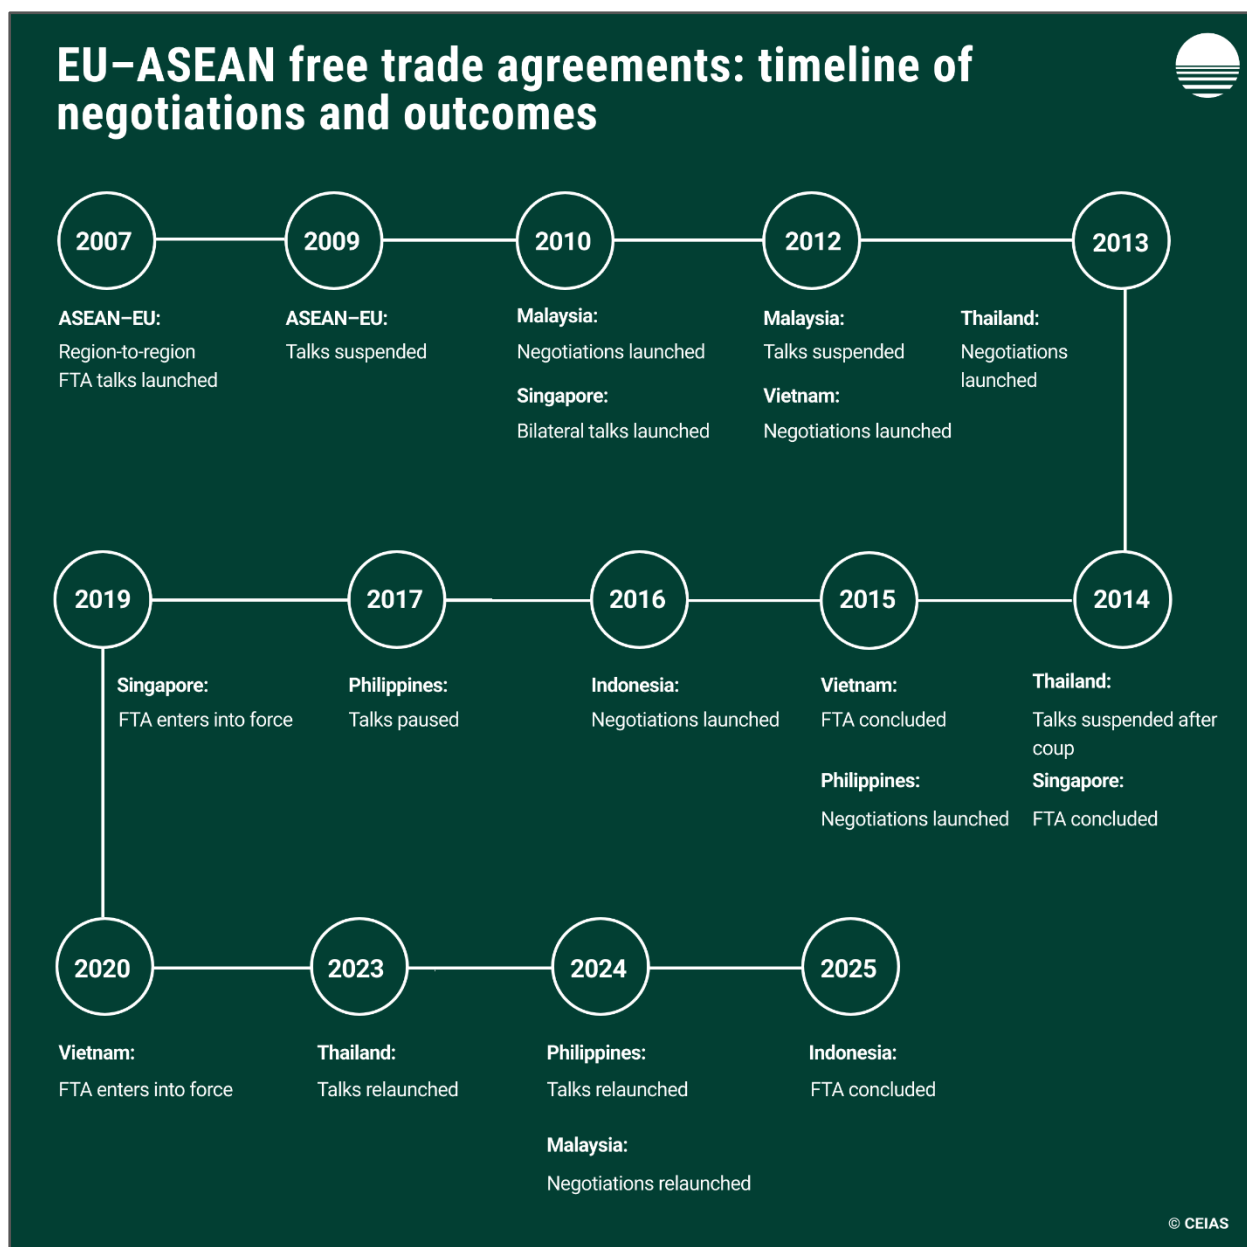 EU–ASEAN free trade agreements: timeline of
negotiations and outcomes
2007
ASEAN–EU:
Region-to-region
FTA talks launched
2009
ASEAN–EU:
Talks suspended
2010
Malaysia:
Negotiations launched
Singapore:
Bilateral talks launched
2012
Malaysia:
Talks suspended
Vietnam:
Negotiations launched
2013
Thailand:
Negotiations
launched
2014
Thailand:
Talks suspended after
coup
Singapore:
FTA concluded
2015
Vietnam:
FTA concluded
Philippines:
Negotiations launched
2016
Indonesia:
Negotiations launched
2017
Philippines:
Talks paused
2019
Singapore:
FTA enters into force
2020
Vietnam:
FTA enters into force
2023
Thailand:
Talks relaunched
2024
Philippines:
Talks relaunched
Malaysia:
Negotiations relaunched
2025
Indonesia:
FTA concluded
© CEIAS